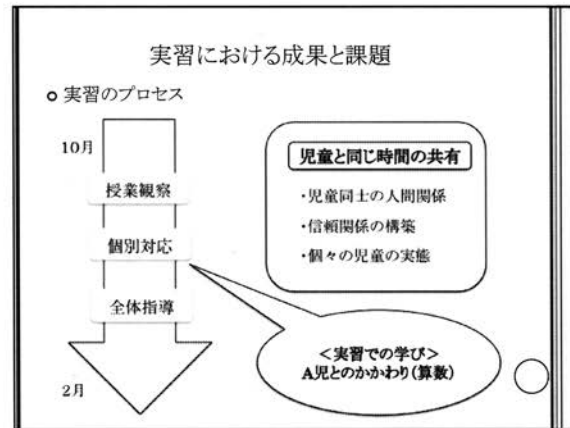 実習における成果と課題
実習のプロセス
10月
授業観察
個別対応
全体指導
2月
児童と同じ時間の共有
・児童同士の人間関係
・信頼関係の構築
・個々の児童の実態
＜実習での学び＞
A児とのかかわり(算数)